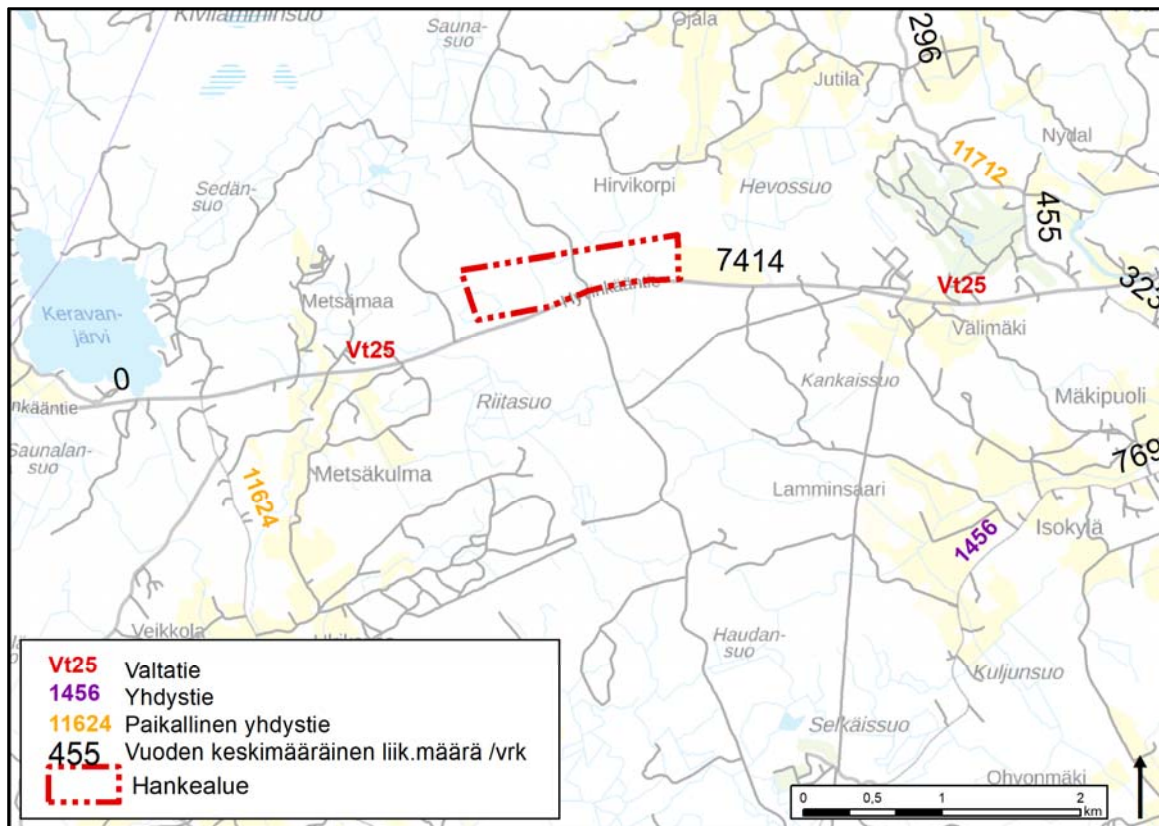 Kivilamminsuo
Sauna-
suo
Ojala
296
Jutila
Nydal
11712
Sedän-
suo
Hirvikorpi
Hevossuo
455
7414
Vt25
323
Metsämaa
Keravan-
järvi
Välimäki
Vt25
0
Kankaissuo
Mäkipuoli
nkääntie
Riitasuo
Saunalan-
suo
769
Metsäkulma
11624
Lamminsaari
1456
Isokylä
Veikkola
Haudan-
suo
Kuljunsuo
Selkäissuo
Ohvonmäki
Vt25 Valtatie
1456 Yhdystie
11624 Paikallinen yhdystie
455 Vuoden keskimääräinen liik.määrä /vrk
Hankealue
0 0,5 1 2
km